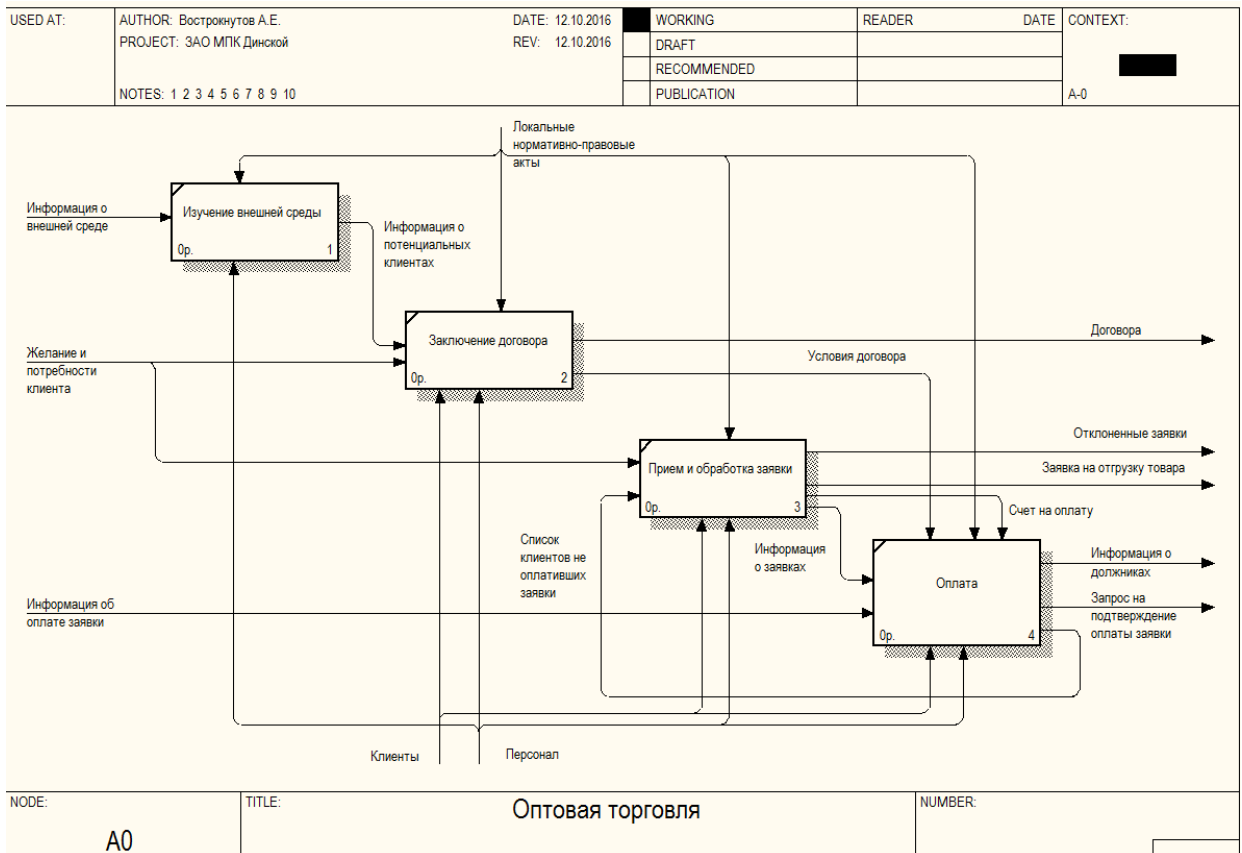 USED AT:
AUTHOR: Вострокнутов А.Е.
DATE: 12.10.2016
PROJECT: ЗАО МПК Динской
REV: 12.10.2016
NOTES: 1 2 3 4 5 6 7 8 9 10
WORKING
DRAFT
RECOMMENDED
PUBLICATION
READER
DATE
CONTEXT:
A-0
Локальные
нормативно-правовые
акты
Информация о
внешней среде
Изучение внешней среды
0р.
1
Информация о
потенциальных
клиентах
Желание и
потребности
клиента
Заключение договора
0р.
2
Договора
Условия договора
Отклоненные заявки
Заявка на отгрузку товара
Прием и обработка заявки
0р.
3
Счет на оплату
Список
клиентов не
оплативших
заявки
Информация
о заявках
Информация об
оплате заявки
Оплата
0р.
4
Информация о
должниках
Запрос на
подтверждение
оплаты заявки
Клиенты
Персонал
NODE:
A0
TITLE:
Оптовая торговля
NUMBER: